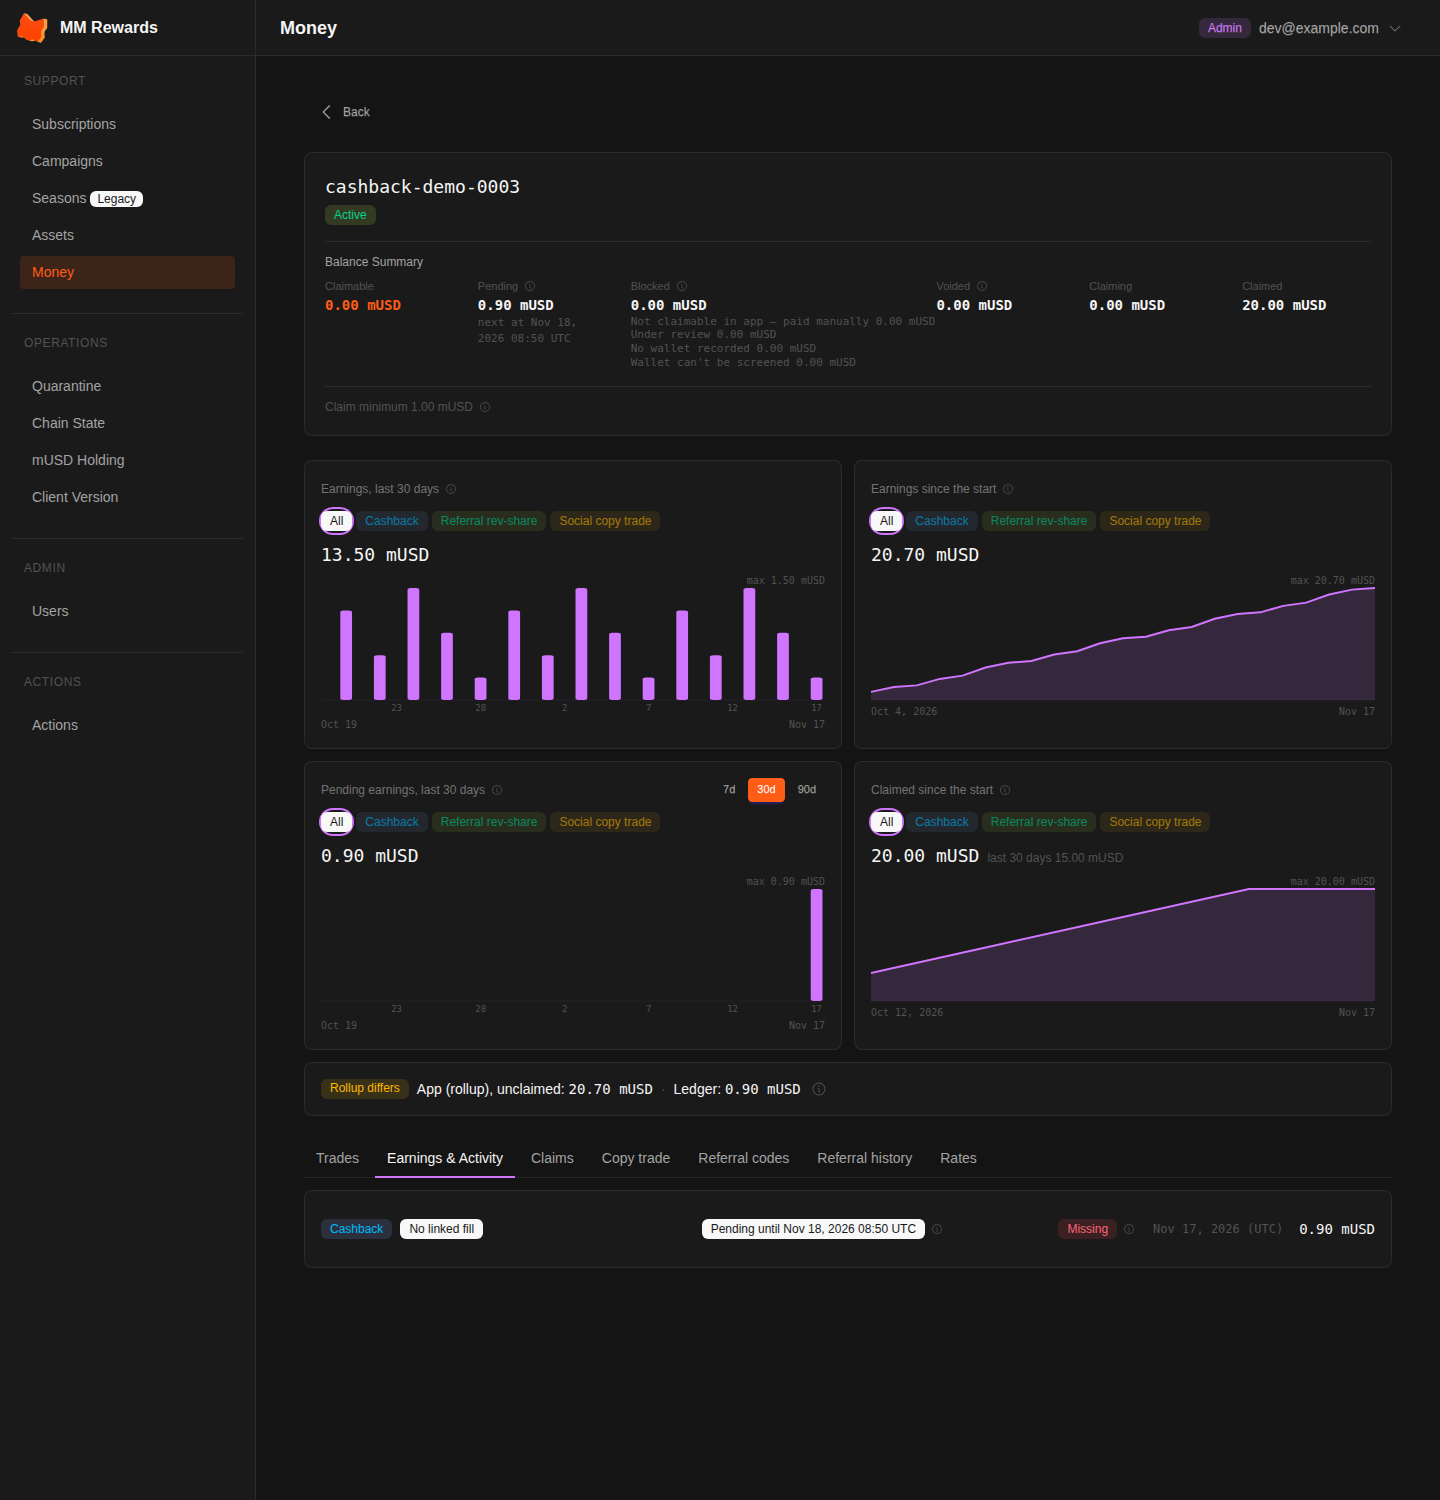 MM Rewards
Money
Admin dev@example.com
SUPPORT
Subscriptions
Campaigns
Seasons Legacy
Assets
Money
OPERATIONS
Quarantine
Chain State
mUSD Holding
Client Version
ADMIN
Users
ACTIONS
Actions
Back
cashback-demo-0003
Active
Balance Summary
Claimable Pending Blocked Voided Claiming Claimed
0.00 mUSD 0.90 mUSD 0.00 mUSD 0.00 mUSD 0.00 mUSD 20.00 mUSD
next at Nov 18,
2026 08:50 UTC
Not claimable in app — paid manually 0.00 mUSD
Under review 0.00 mUSD
No wallet recorded 0.00 mUSD
Wallet can't be screened 0.00 mUSD
Claim minimum 1.00 mUSD
Earnings, last 30 days
All Cashback Referral rev-share Social copy trade
13.50 mUSD
max 1.50 mUSD
23 28 2 7 12 17
Oct 19 Nov 17
Earnings since the start
All Cashback Referral rev-share Social copy trade
20.70 mUSD
max 20.70 mUSD
Oct 4, 2026 Nov 17
Pending earnings, last 30 days 7d 30d 90d
All Cashback Referral rev-share Social copy trade
0.90 mUSD
max 0.90 mUSD
23 28 2 7 12 17
Oct 19 Nov 17
Claimed since the start
All Cashback Referral rev-share Social copy trade
20.00 mUSD last 30 days 15.00 mUSD
max 20.00 mUSD
Oct 12, 2026 Nov 17
Rollup differs App (rollup), unclaimed: 20.70 mUSD · Ledger: 0.90 mUSD
Trades Earnings & Activity Claims Copy trade Referral codes Referral history Rates
Cashback No linked fill Pending until Nov 18, 2026 08:50 UTC Missing Nov 17, 2026 (UTC) 0.90 mUSD